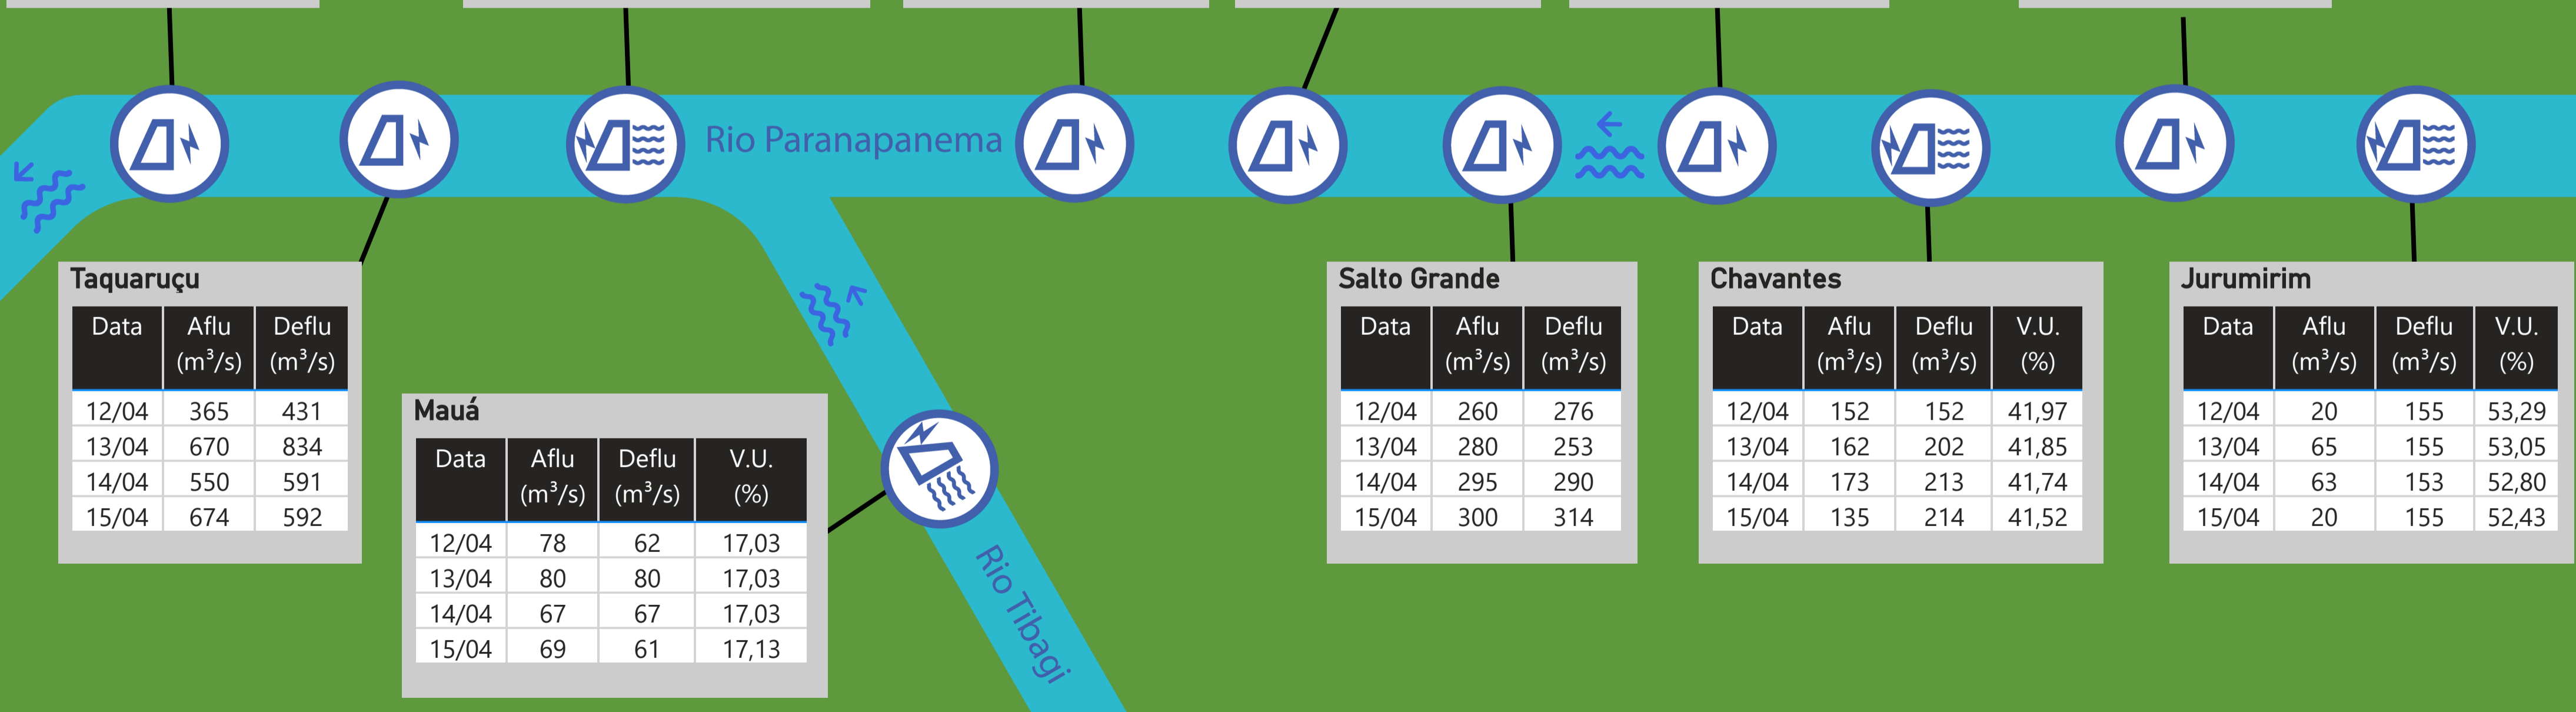 Rio Paranapanema
Taquaruçu
Data Aflu (m³/s) Deflu (m³/s)
12/04 365 431
13/04 670 834
14/04 550 591
15/04 674 592
Mauá
Data Aflu (m³/s) Deflu (m³/s) V.U. (%)
12/04 78 62 17,03
13/04 80 80 17,03
14/04 67 67 17,03
15/04 69 61 17,13
Rio Tibagi
Salto Grande
Data Aflu (m³/s) Deflu (m³/s)
12/04 260 276
13/04 280 253
14/04 295 290
15/04 300 314
Chavantes
Data Aflu (m³/s) Deflu (m³/s) V.U. (%)
12/04 152 152 41,97
13/04 162 202 41,85
14/04 173 213 41,74
15/04 135 214 41,52
Jurumirim
Data Aflu (m³/s) Deflu (m³/s) V.U. (%)
12/04 20 155 53,29
13/04 65 155 53,05
14/04 63 153 52,80
15/04 20 155 52,43